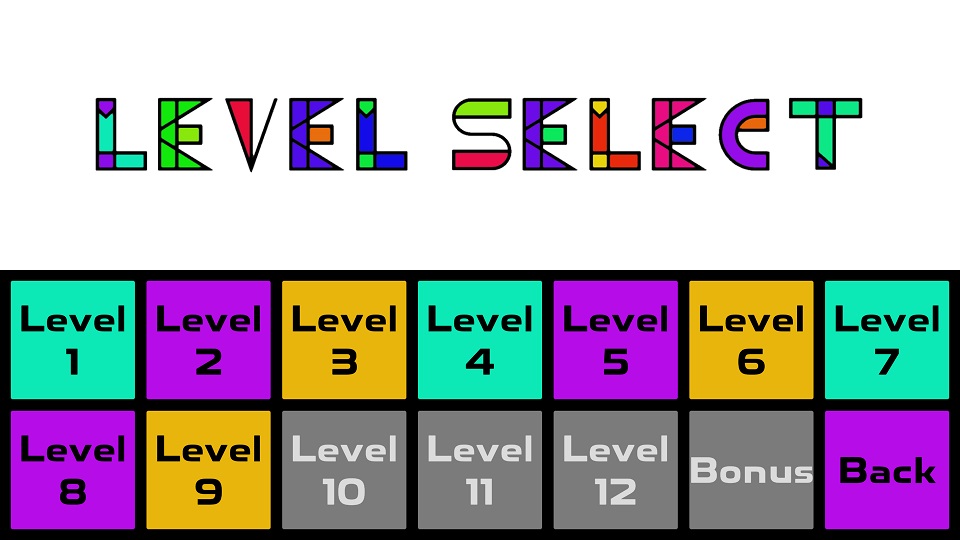 LEVEL SELECT
Level 1
Level 2
Level 3
Level 4
Level 5
Level 6
Level 7
Level 8
Level 9
Level 10
Level 11
Level 12
Bonus
Back